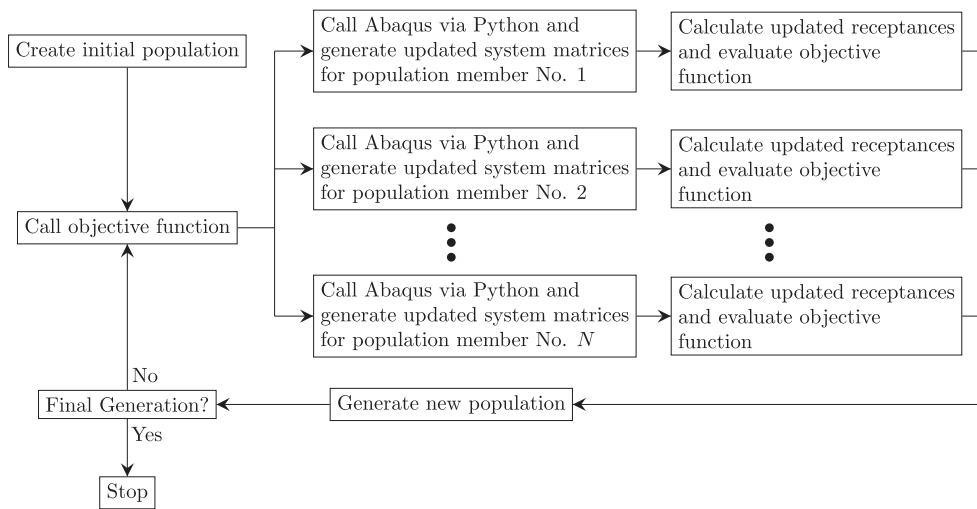 Create initial population
Call Abaqus via Python and
generate updated system matrices
for population member No. 1
Calculate updated receptances
and evaluate objective
function
Call Abaqus via Python and
generate updated system matrices
for population member No. 2
Calculate updated receptances
and evaluate objective
function
Call objective function
Call Abaqus via Python and
generate updated system matrices
for population member No. N
Calculate updated receptances
and evaluate objective
function
No
Final Generation?
Generate new population
Yes
Stop